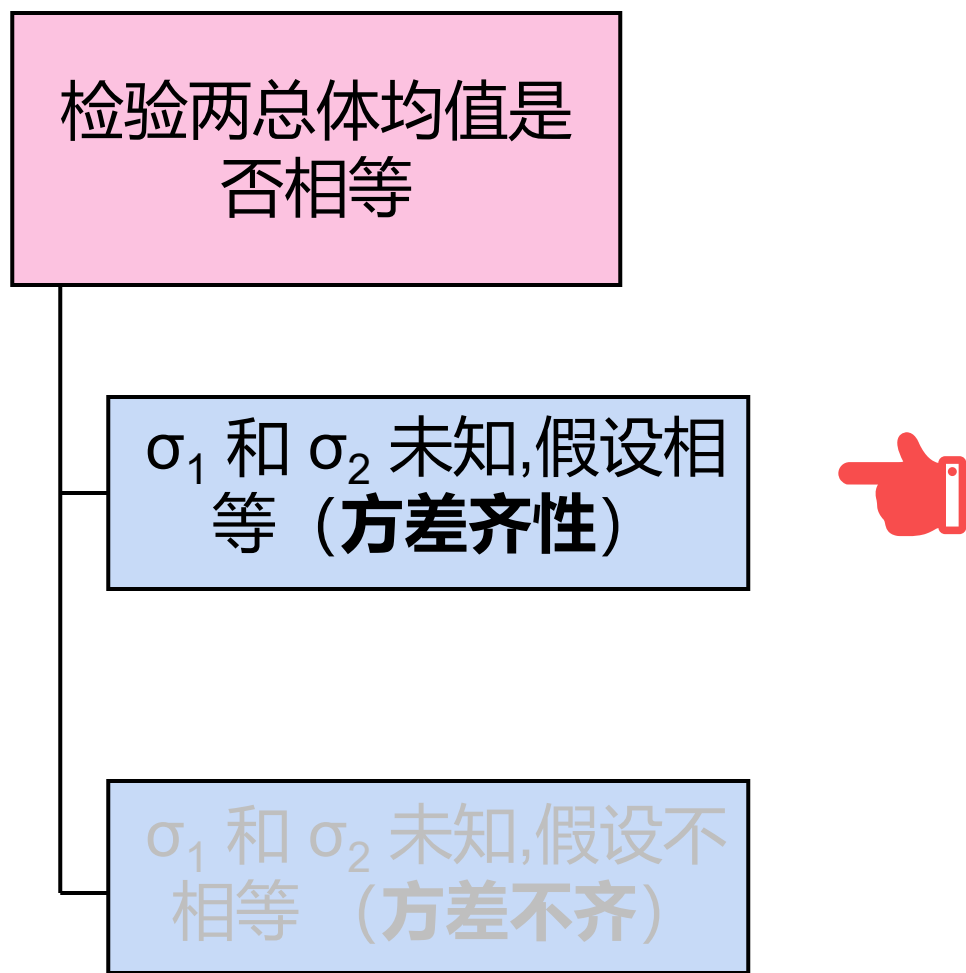 检验两总体均值是
否相等
σ₁ 和 σ₂ 未知,假设相
等（方差齐性）
σ₁ 和 σ₂ 未知,假设不
相等 （方差不齐）